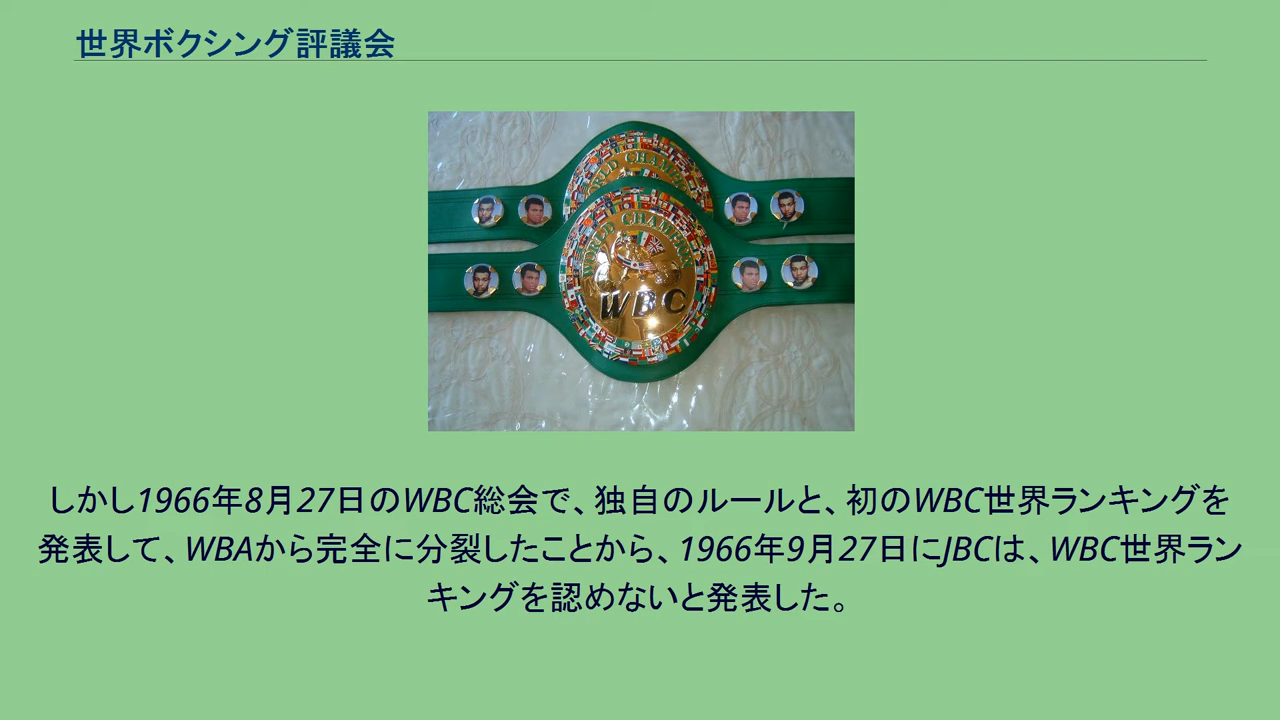 世界ボクシング評議会
WORLD CHAMPION
WBC
しかし1966年8月27日のWBC総会で、独自のルールと、初のWBC世界ランキングを
発表して、WBAから完全に分裂したことから、1966年9月27日にJBCは、WBC世界ラン
キングを認めないと発表した。